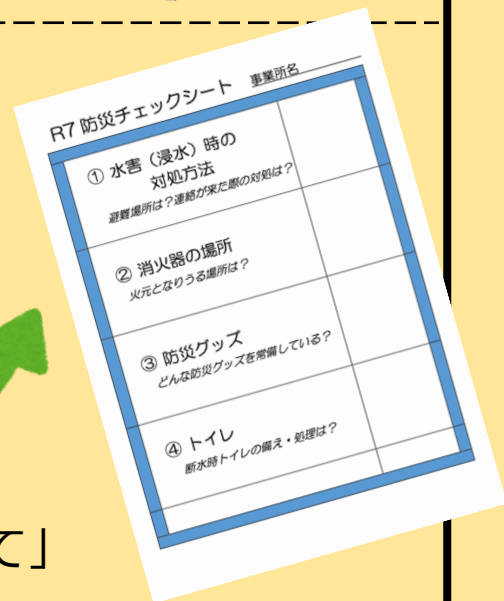 R7 防災チェックシート 事業所名
① 水害（浸水）時の
対処方法
避難場所は？連絡が来た際の対処は？
② 消火器の場所
火元となりうる場所は？
③ 防災グッズ
どんな防災グッズを常備している？
④ トイレ
断水時トイレの備え・処理は？
て」